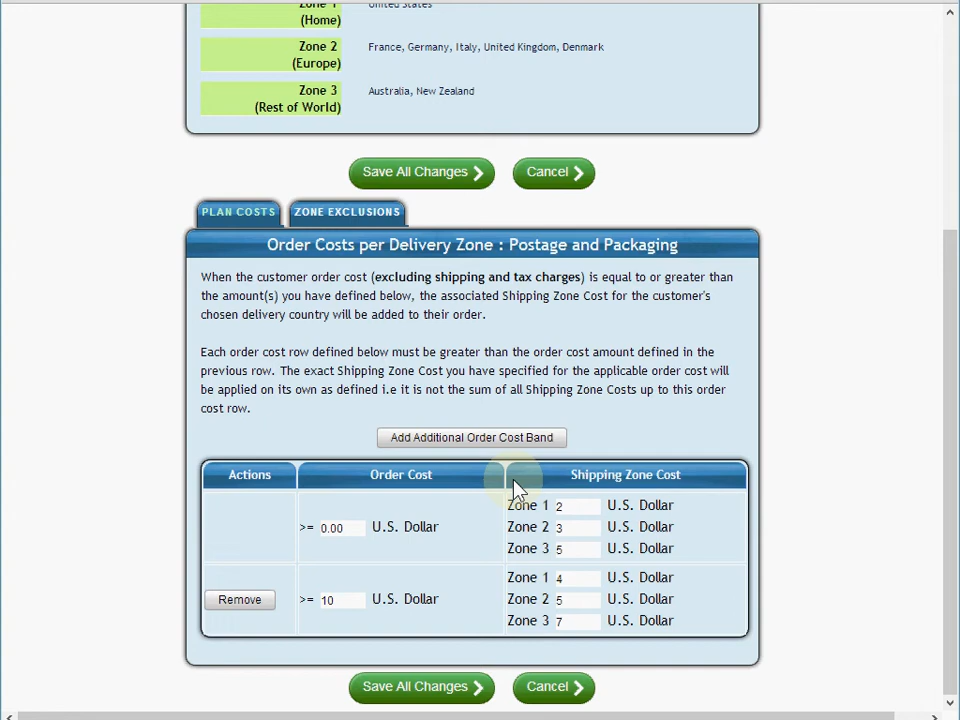 Zone 1
(Home)
United States
Zone 2
(Europe)
France, Germany, Italy, United Kingdom, Denmark
Zone 3
(Rest of World)
Australia, New Zealand
Save All Changes
Cancel
PLAN COSTS
ZONE EXCLUSIONS
Order Costs per Delivery Zone : Postage and Packaging
When the customer order cost (excluding shipping and tax charges) is equal to or greater than
the amount(s) you have defined below, the associated Shipping Zone Cost for the customer's
chosen delivery country will be added to their order.
Each order cost row defined below must be greater than the order cost amount defined in the
previous row. The exact Shipping Zone Cost you have specified for the applicable order cost will
be applied on its own as defined i.e it is not the sum of all Shipping Zone Costs up to this order
cost row.
Add Additional Order Cost Band
Actions
Order Cost
Shipping Zone Cost
>= 0.00 U.S. Dollar
Zone 1 2 U.S. Dollar
Zone 2 3 U.S. Dollar
Zone 3 5 U.S. Dollar
Remove
>= 10 U.S. Dollar
Zone 1 4 U.S. Dollar
Zone 2 5 U.S. Dollar
Zone 3 7 U.S. Dollar
Save All Changes
Cancel